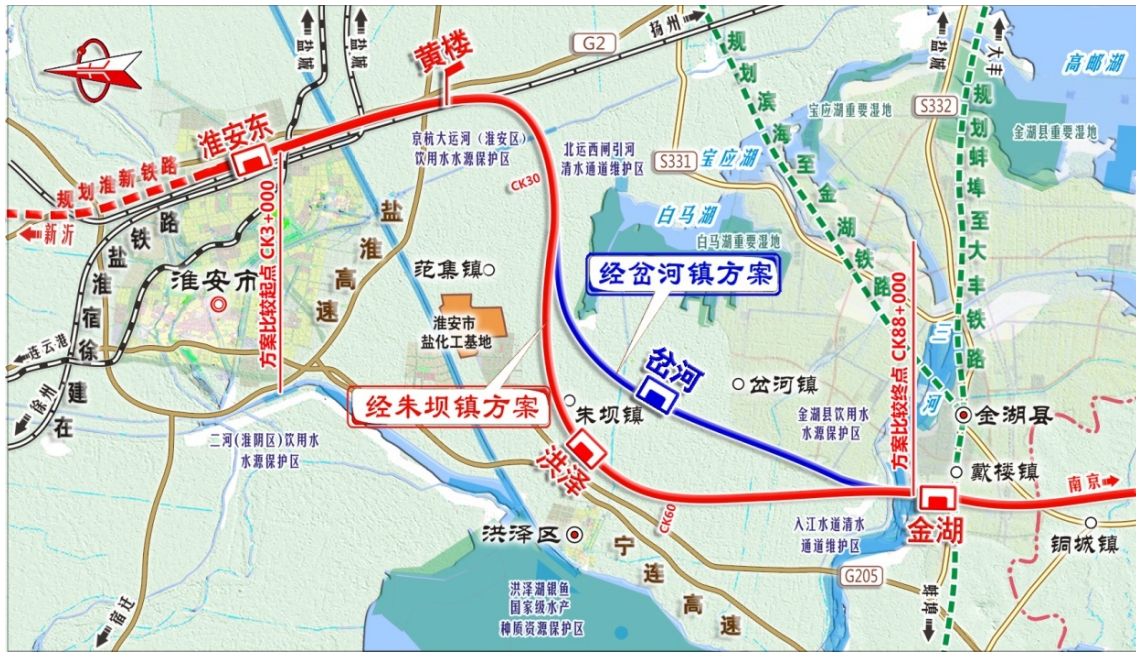 盐城
盐城
扬州
G2
黄楼
规划滨海至金湖铁路
盐城
大丰
高邮湖
S332
规划蚌埠至大丰铁路
宝应湖重要湿地
金湖县重要湿地
淮安东
京杭大运河（淮安区）
饮用水水源保护区
北运西闸引河
清水通道维护区
S331
宝应湖
规划淮新铁路
新沂
CK30
白马湖
白马湖重要湿地
盐铁路
方案比较起点 CK3+000
盐淮高速
范集镇
经岔河镇方案
淮安市
淮安市
盐化工基地
三河
方案比较终点 CK88+000
连云港
徐州
在建徐宿淮
岔河
岔河镇
经朱坝镇方案
朱坝镇
金湖县饮用水
水源保护区
金湖县
二河(淮阴区)饮用水
水源保护区
洪泽
戴楼镇
南京
CK60
金湖
洪泽区
宁连高速
入江水道清水
通道维护区
铜城镇
G205
洪泽湖银鱼
国家级水产
种质资源保护区
宿迁
蚌埠